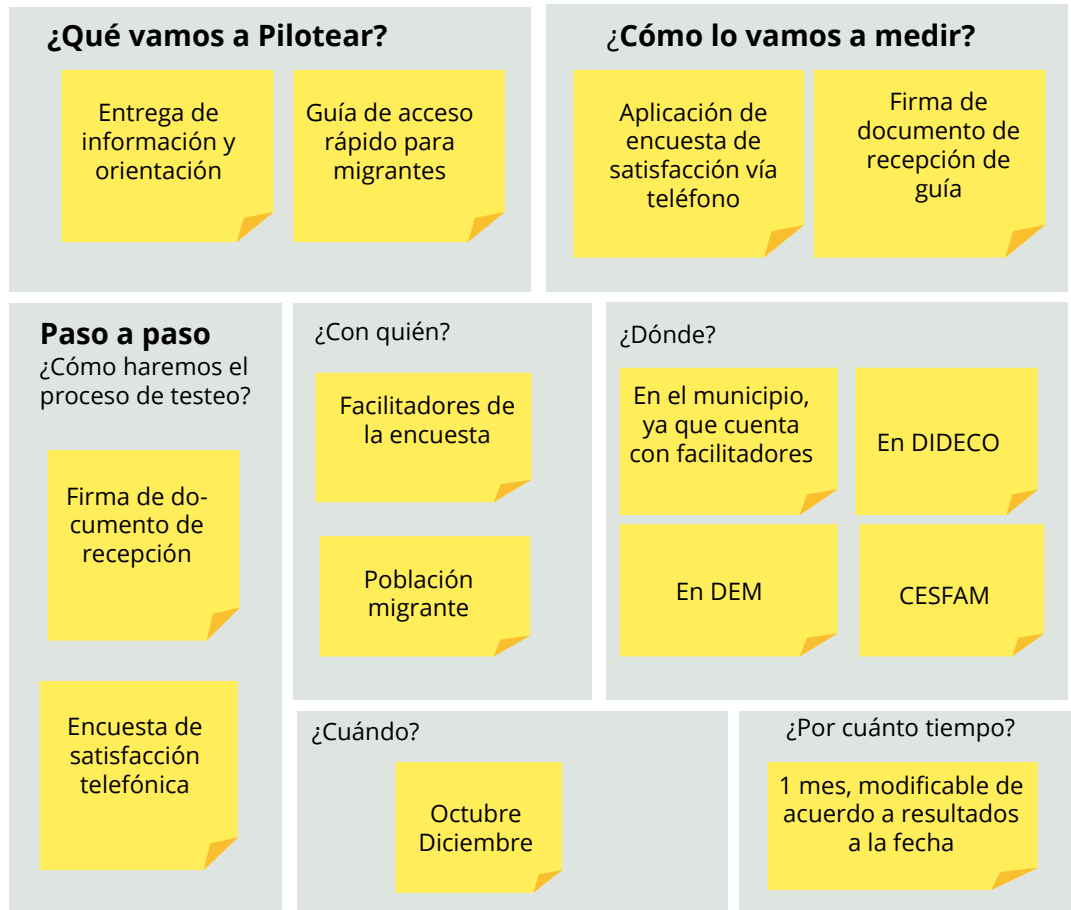 ¿Qué vamos a Pilotear?
Entrega de
información y
orientación
Guía de acceso
rápido para
migrantes
¿Cómo lo vamos a medir?
Aplicación de
encuesta de
satisfacción vía
teléfono
Firma de
documento de
recepción de
guía
Paso a paso
¿Cómo haremos el
proceso de testeo?
Firma de do-
cumento de
recepción
Encuesta de
satisfacción
telefónica
¿Con quién?
Facilitadores de
la encuesta
Población
migrante
¿Dónde?
En el municipio,
ya que cuenta
con facilitadores
En DIDECO
En DEM
CESFAM
¿Cuándo?
Octubre
Diciembre
¿Por cuánto tiempo?
1 mes, modificable de
acuerdo a resultados
a la fecha